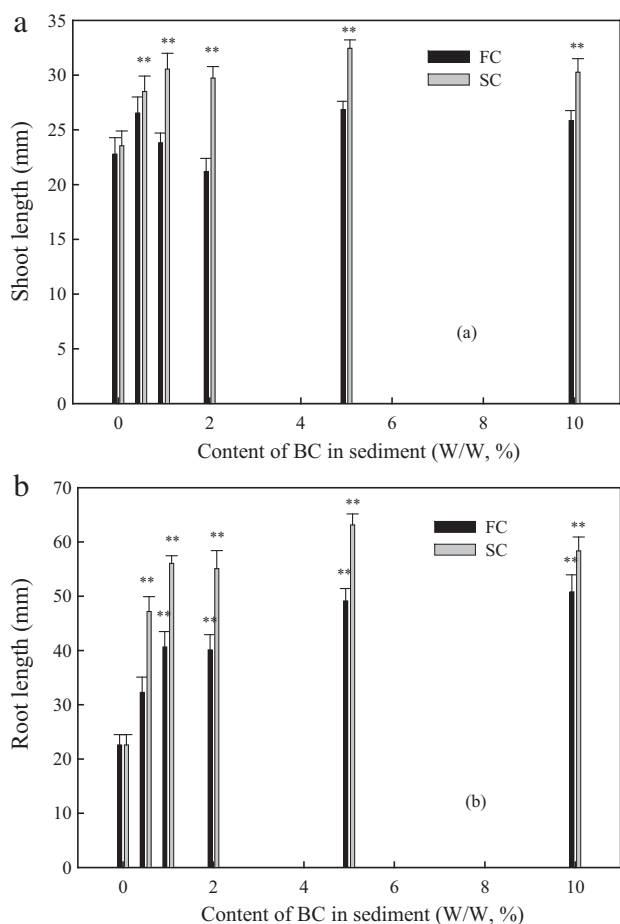 a
35
30
25
20
15
10
5
0
Shoot length (mm)
** ** ** ** **
FC
SC
(a)
0 2 4 6 8 10
Content of BC in sediment (W/W, %)
b
70
60
50
40
30
20
10
0
Root length (mm)
** ** ** ** **
** ** ** **
FC
SC
(b)
0 2 4 6 8 10
Content of BC in sediment (W/W, %)